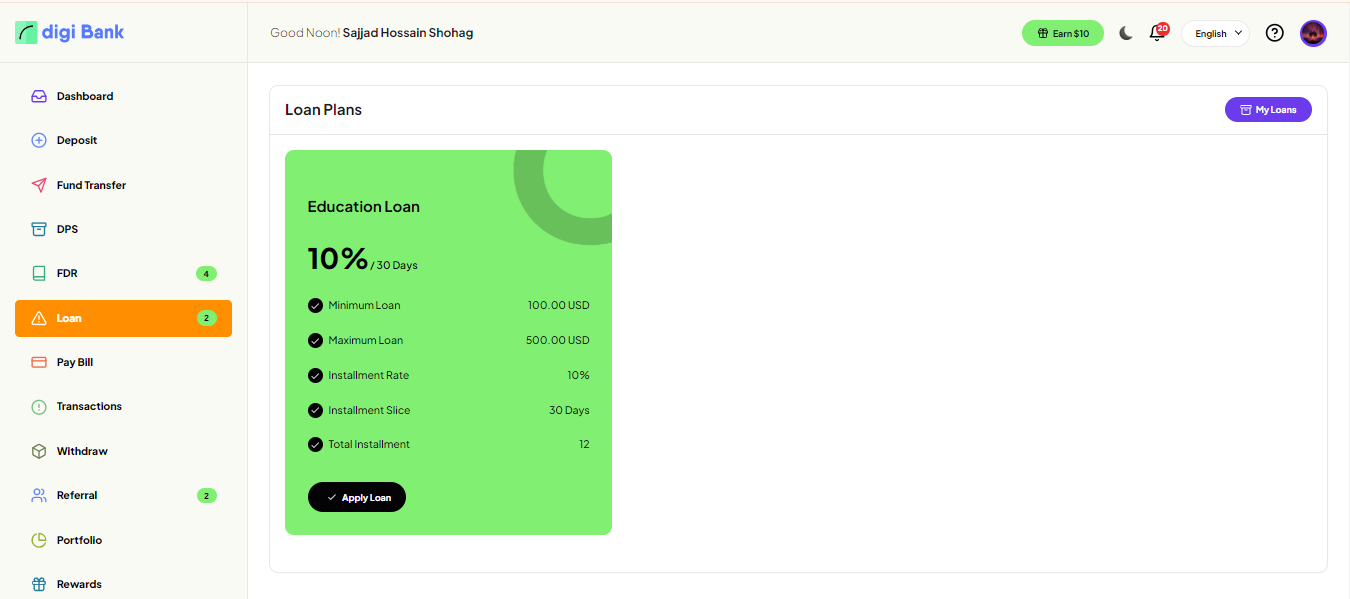 digi Bank
Good Noon! Sajjad Hossain Shohag
Earn $10
20
English
Dashboard
Deposit
Fund Transfer
DPS
FDR 4
Loan 2
Pay Bill
Transactions
Withdraw
Referral 2
Portfolio
Rewards
Loan Plans
My Loans
Education Loan
10% / 30 Days
Minimum Loan 100.00 USD
Maximum Loan 500.00 USD
Installment Rate 10%
Installment Slice 30 Days
Total Installment 12
Apply Loan